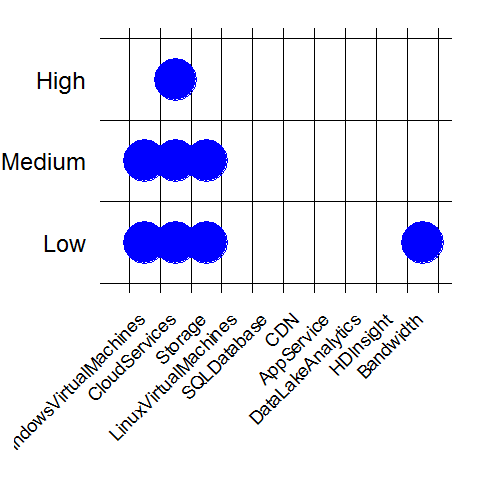 High
Medium
Low
ndowsVirtualMachines
CloudServices
Storage
LinuxVirtualMachines
SQLDatabase
CDN
AppService
DataLakeAnalytics
HDInsight
Bandwidth